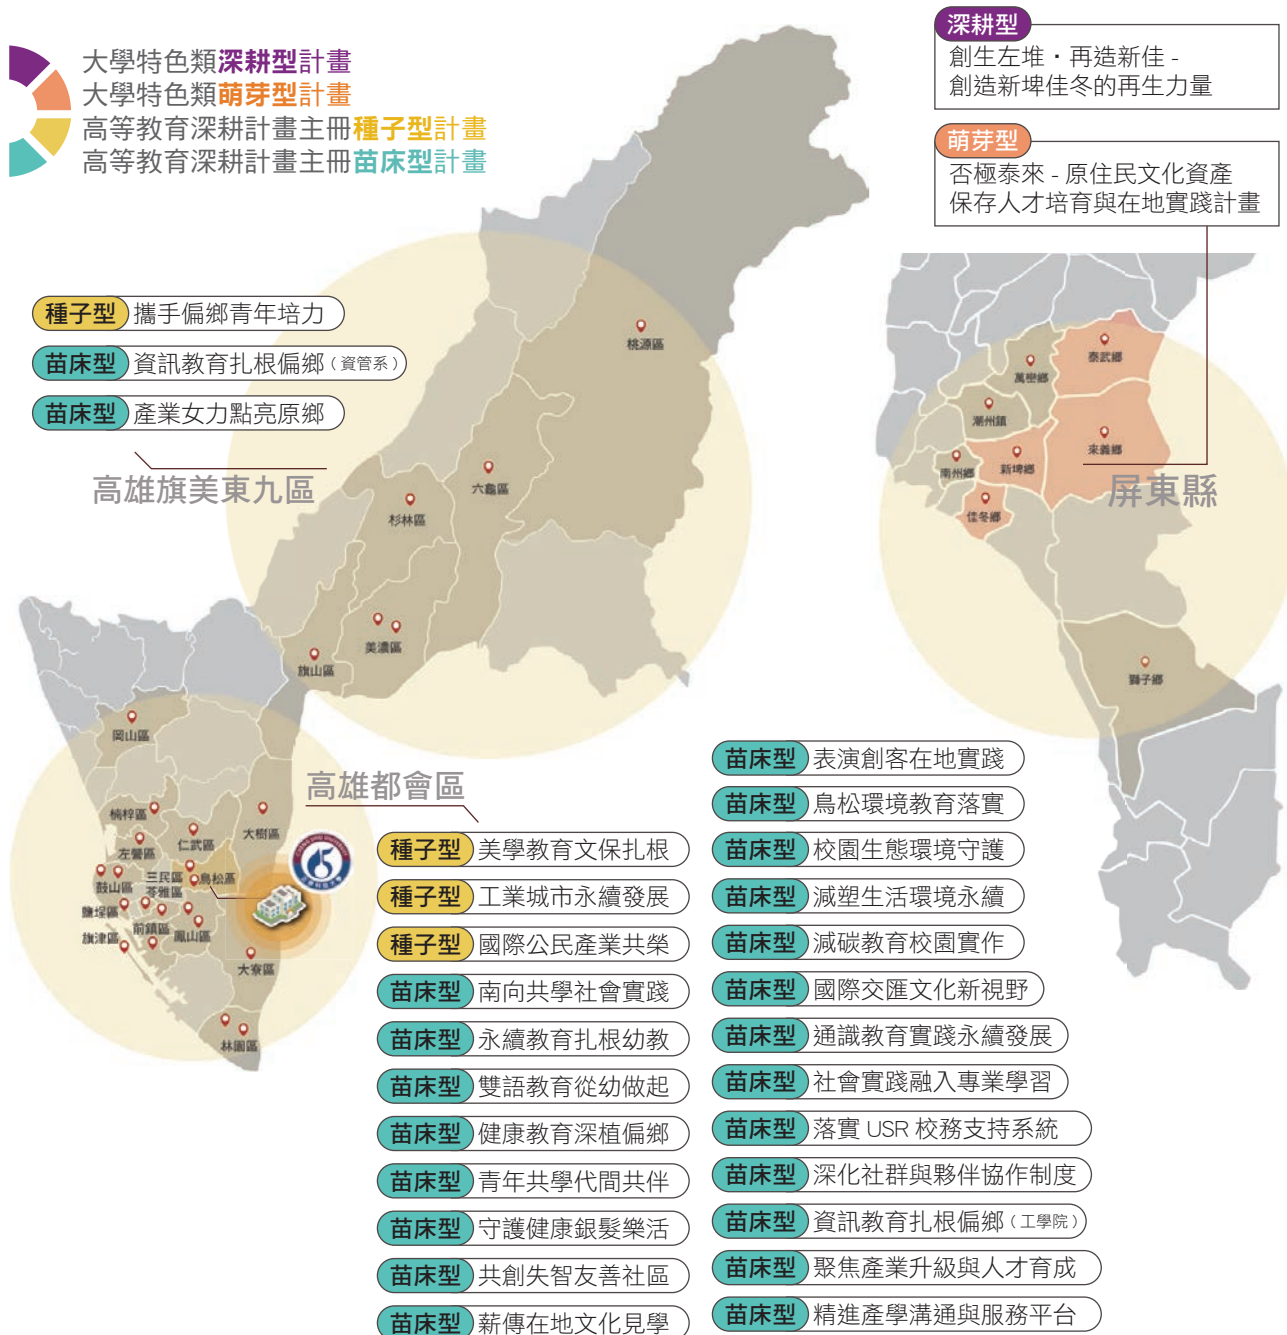 大學特色類深耕型計畫
大學特色類萌芽型計畫
高等教育深耕計畫主冊種子型計畫
高等教育深耕計畫主冊苗床型計畫
深耕型
創生左堆・再造新佳 -
創造新埤佳冬的再生力量
萌芽型
否極泰來 - 原住民文化資產
保存人才培育與在地實踐計畫
種子型 攜手偏鄉青年培力
苗床型 資訊教育扎根偏鄉（資管系）
苗床型 產業女力點亮原鄉
高雄旗美東九區
桃源區
六龜區
杉林區
美濃區
旗山區
泰武鄉
萬巒鄉
潮州鎮
來義鄉
南州鄉
新埤鄉
佳冬鄉
屏東縣
獅子鄉
岡山區
楠梓區
大樹區
仁武區
左營區
三民區
鳥松區
鼓山區
苓雅區
鹽埕區
前鎮區
鳳山區
旗津區
大寮區
林園區
高雄都會區
種子型 美學教育文保扎根
種子型 工業城市永續發展
種子型 國際公民產業共榮
苗床型 南向共學社會實踐
苗床型 永續教育扎根幼教
苗床型 雙語教育從幼做起
苗床型 健康教育深植偏鄉
苗床型 青年共學代間共伴
苗床型 守護健康銀髮樂活
苗床型 共創失智友善社區
苗床型 薪傳在地文化見學
苗床型 表演創客在地實踐
苗床型 鳥松環境教育落實
苗床型 校園生態環境守護
苗床型 減塑生活環境永續
苗床型 減碳教育校園實作
苗床型 國際交匯文化新視野
苗床型 通識教育實踐永續發展
苗床型 社會實踐融入專業學習
苗床型 落實 USR 校務支持系統
苗床型 深化社群與夥伴協作制度
苗床型 資訊教育扎根偏鄉（工學院）
苗床型 聚焦產業升級與人才育成
苗床型 精進產學溝通與服務平台